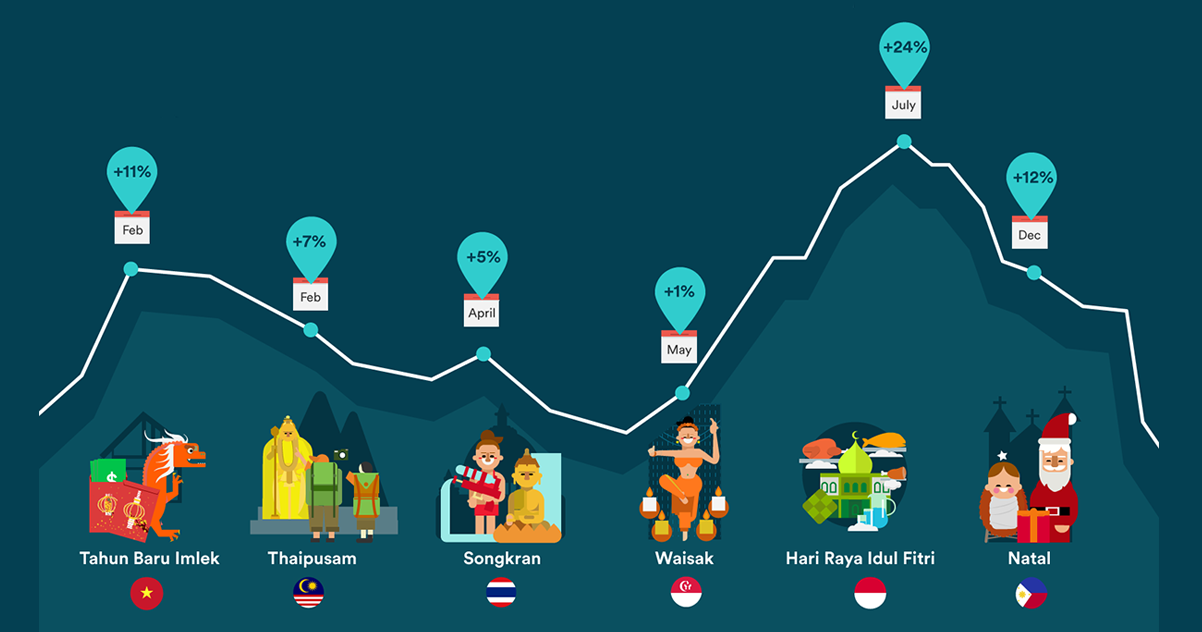 +24%
July
+11%
Feb
+12%
Dec
+7%
Feb
+5%
April
+1%
May
$
Tahun Baru Imlek
Thaipusam
Songkran
Waisak
Hari Raya Idul Fitri
Natal